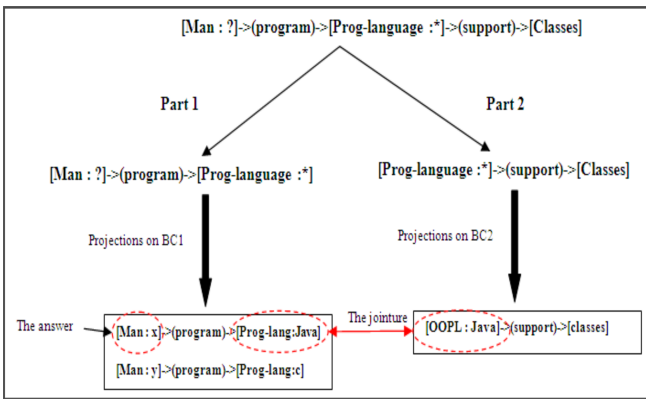 [Man : ?]->(program)->[Prog-language :*]->(support)->[Classes]
Part 1
Part 2
[Man : ?]->(program)->[Prog-language :*]
[Prog-language :*]->(support)->[Classes]
Projections on BC1
Projections on BC2
The answer
[Man : x]->(program)->[Prog-lang:Java]
The jointure
[OOPL : Java]->(support)->[classes]
[Man : y]->(program)->[Prog-lang:c]